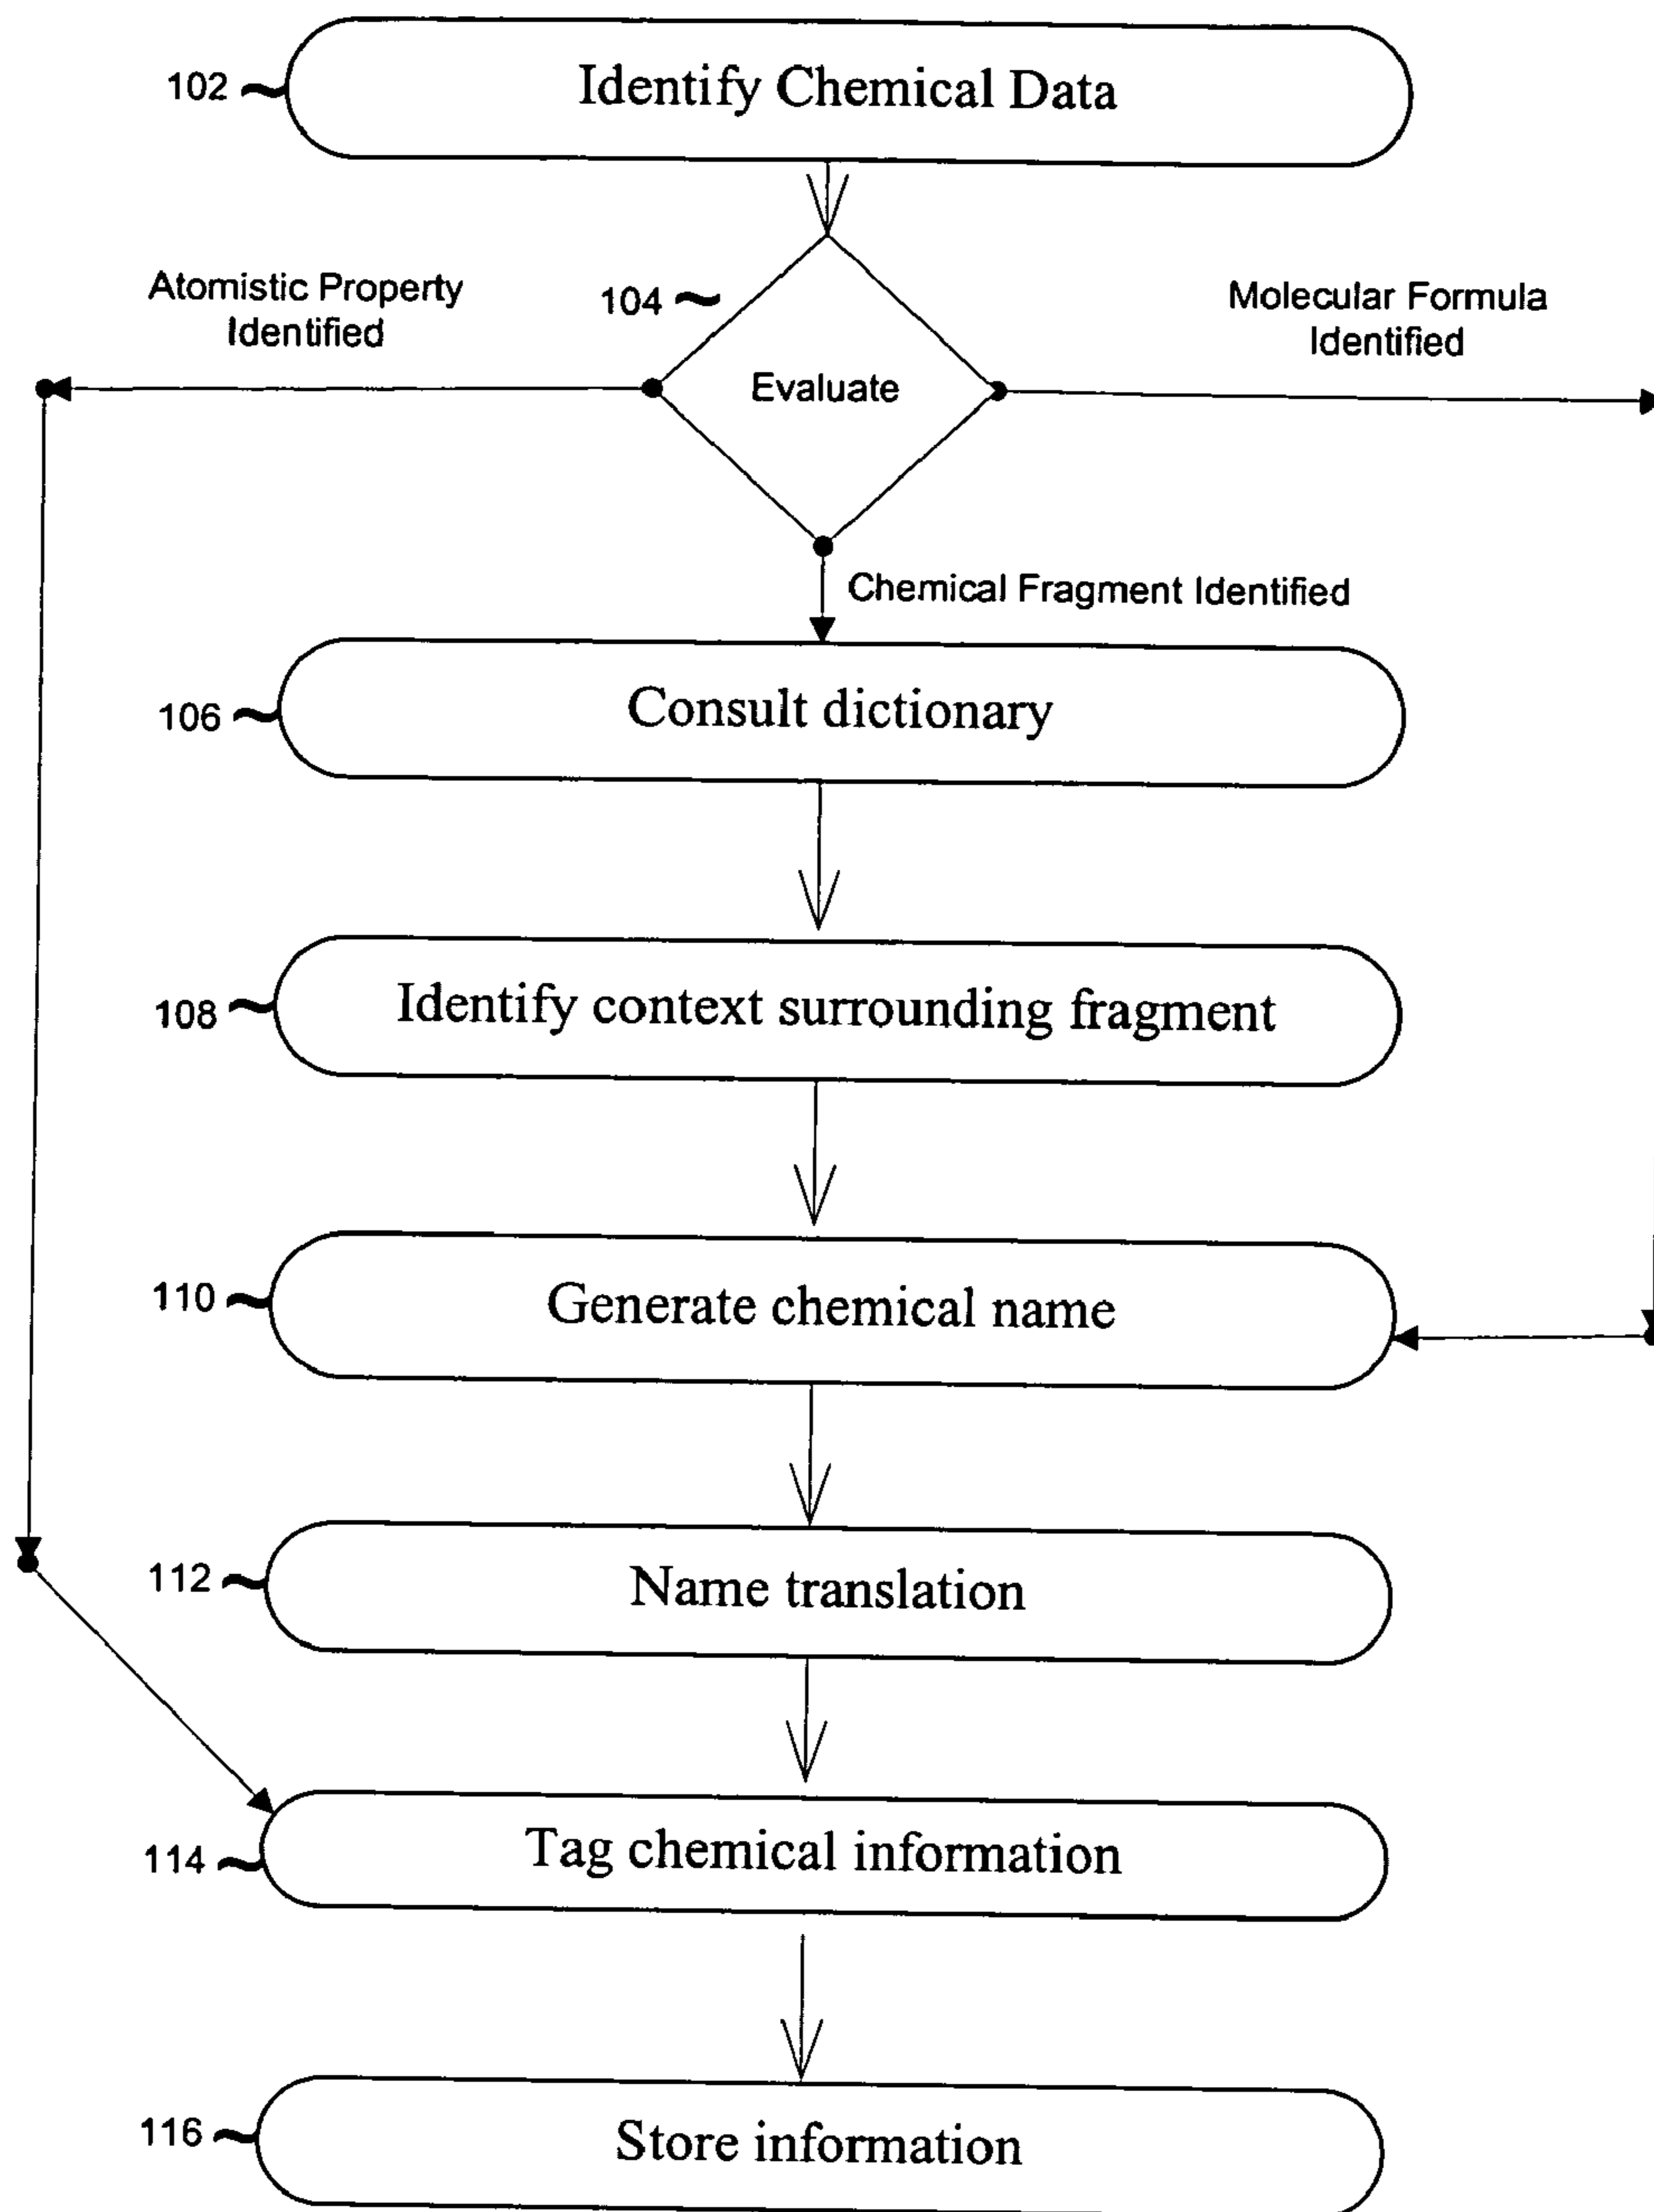 102
Identify Chemical Data
Atomistic Property
Identified
104
Molecular Formula
Identified
Evaluate
Chemical Fragment Identified
106
Consult dictionary
108
Identify context surrounding fragment
110
Generate chemical name
112
Name translation
114
Tag chemical information
116
Store information